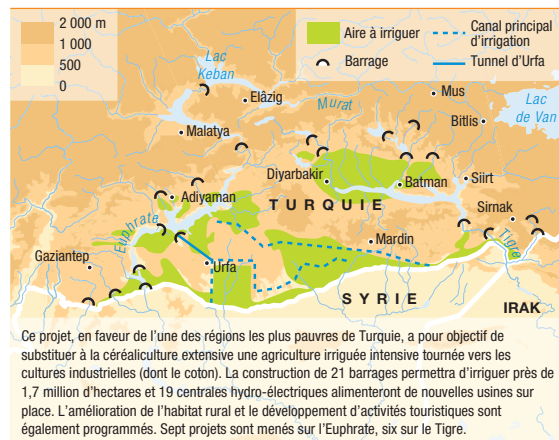 2 000 m
1 000
500
0
Aire à irriguer
Barrage
Canal principal
d'irrigation
Tunnel d'Urfa
Lac
Keban
Elâzig
Murat
Mus
Lac
de Van
Bitlis
Malatya
Diyarbakir
Batman
Siirt
Adiyaman
TURQUIE
Sirnak
Euphrate
Mardin
Tigre
Gaziantep
Urfa
SYRIE
IRAK
Ce projet, en faveur de l'une des régions les plus pauvres de Turquie, a pour objectif de
substituer à la céréaliculture extensive une agriculture irriguée intensive tournée vers les
cultures industrielles (dont le coton). La construction de 21 barrages permettra d'irriguer près de
1,7 million d'hectares et 19 centrales hydro-électriques alimenteront de nouvelles usines sur
place. L'amélioration de l'habitat rural et le développement d'activités touristiques sont
également programmés. Sept projets sont menés sur l'Euphrate, six sur le Tigre.